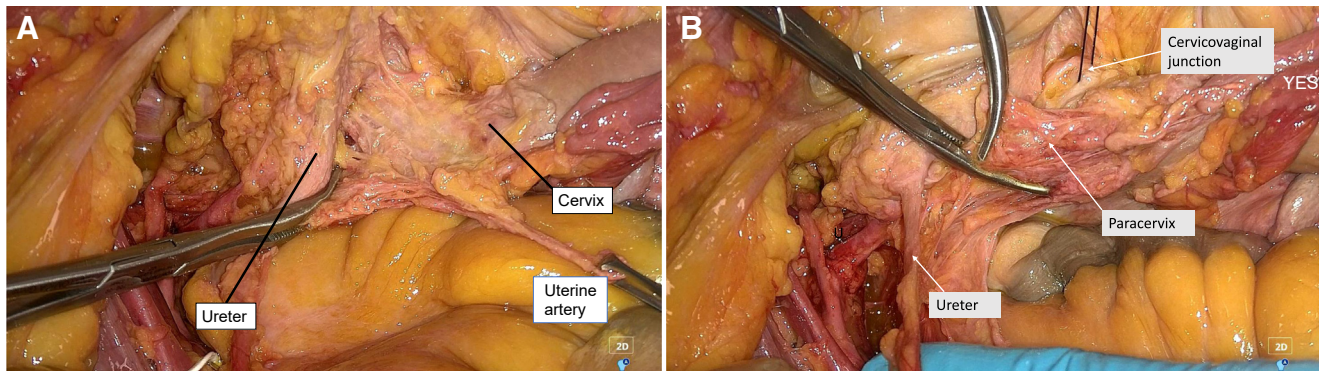 A
Cervix
Uterine
artery
Ureter
2D
B
Cervicovaginal
junction
YES
Paracervix
Ureter
2D